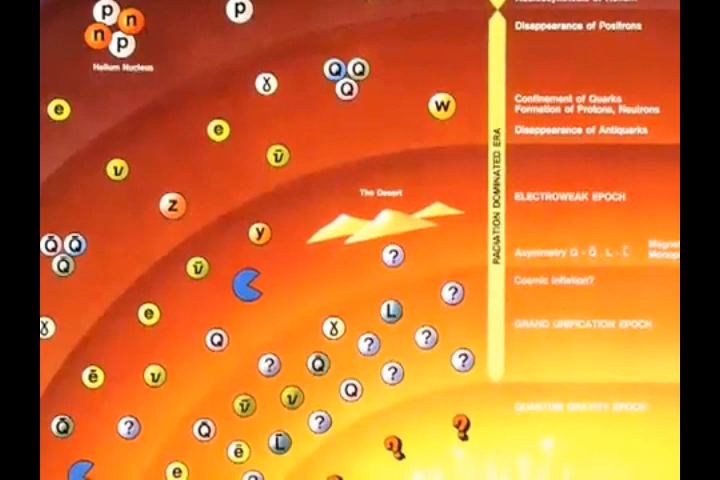 Disappearance of Positrons
p
n
n
p
p
Helium Nucleus
Q Q
Q
ɣ
e
w
Confinement of Quarks
Formation of Protons, Neutrons
Disappearance of Antiquarks
e
ν̄
ν
RADIATION DOMINATED ERA
The Desert
ELECTROWEAK EPOCH
z
y
Q̄ Q̄
Q̄
Asymmetry Q - Q̄ , L - L̄
?
ν̄
Cosmic Inflation?
?
e
L
ɣ
ɣ
GRAND UNIFICATION EPOCH
Q
?
?
?
Q̄
?
ē
ν
?
Q
ν̄
ν
QUANTUM GRAVITY EPOCH
Q̄
?
Q
?
?
?
ē
L̄
e